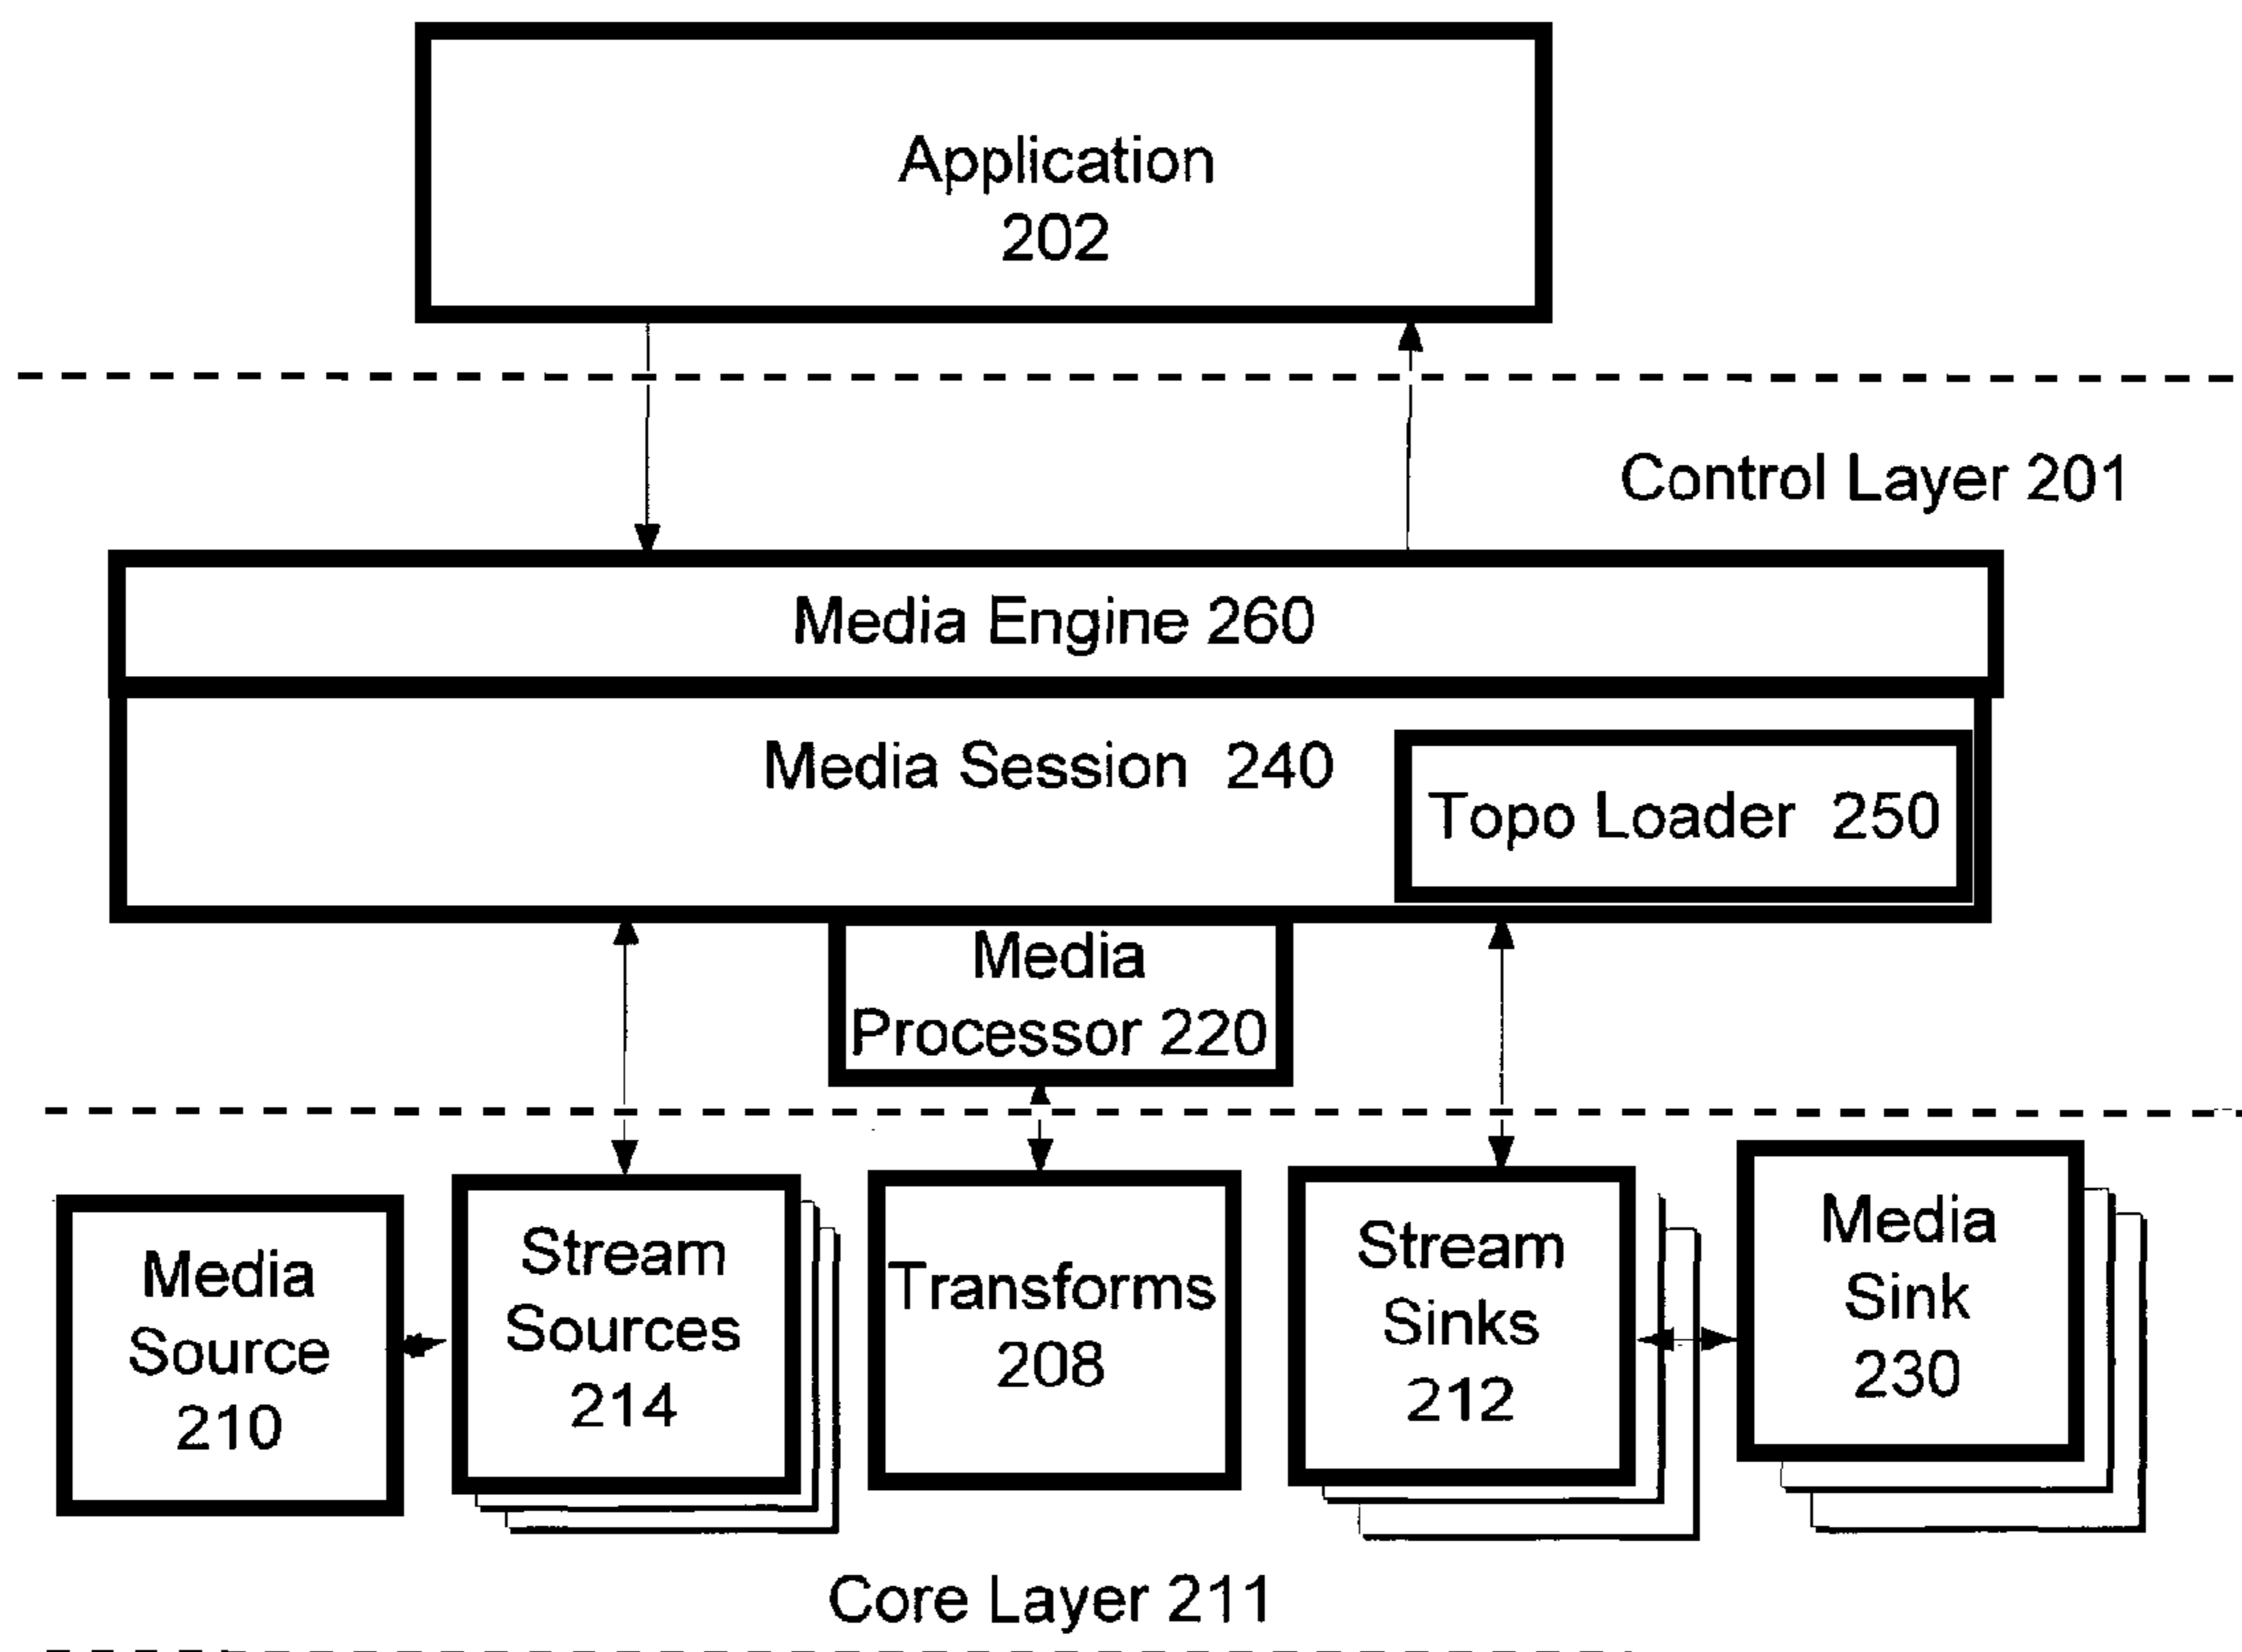 Application
202
Control Layer 201
Media Engine 260
Media Session 240
Topo Loader 250
Media
Processor 220
Media
Source
210
Stream
Sources
214
Transforms
208
Stream
Sinks
212
Media
Sink
230
Core Layer 211